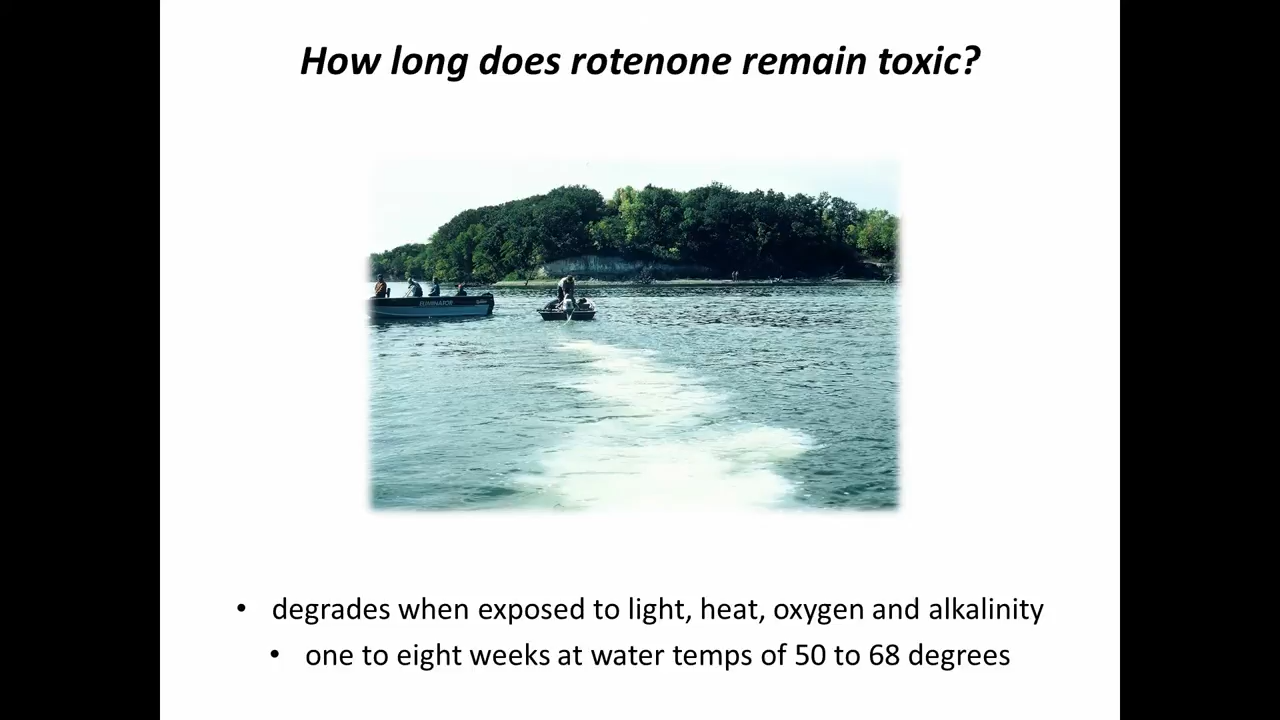 How long does rotenone remain toxic?
• degrades when exposed to light, heat, oxygen and alkalinity
• one to eight weeks at water temps of 50 to 68 degrees